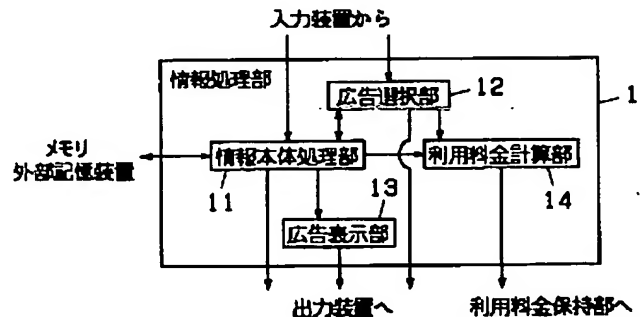 入力装置から
情報処理部
広告選択部
12
1
メモリ
外部記憶装置
情報本体処理部
利用料金計算部
11
13
14
広告表示部
出力装置へ
利用料金保持部へ